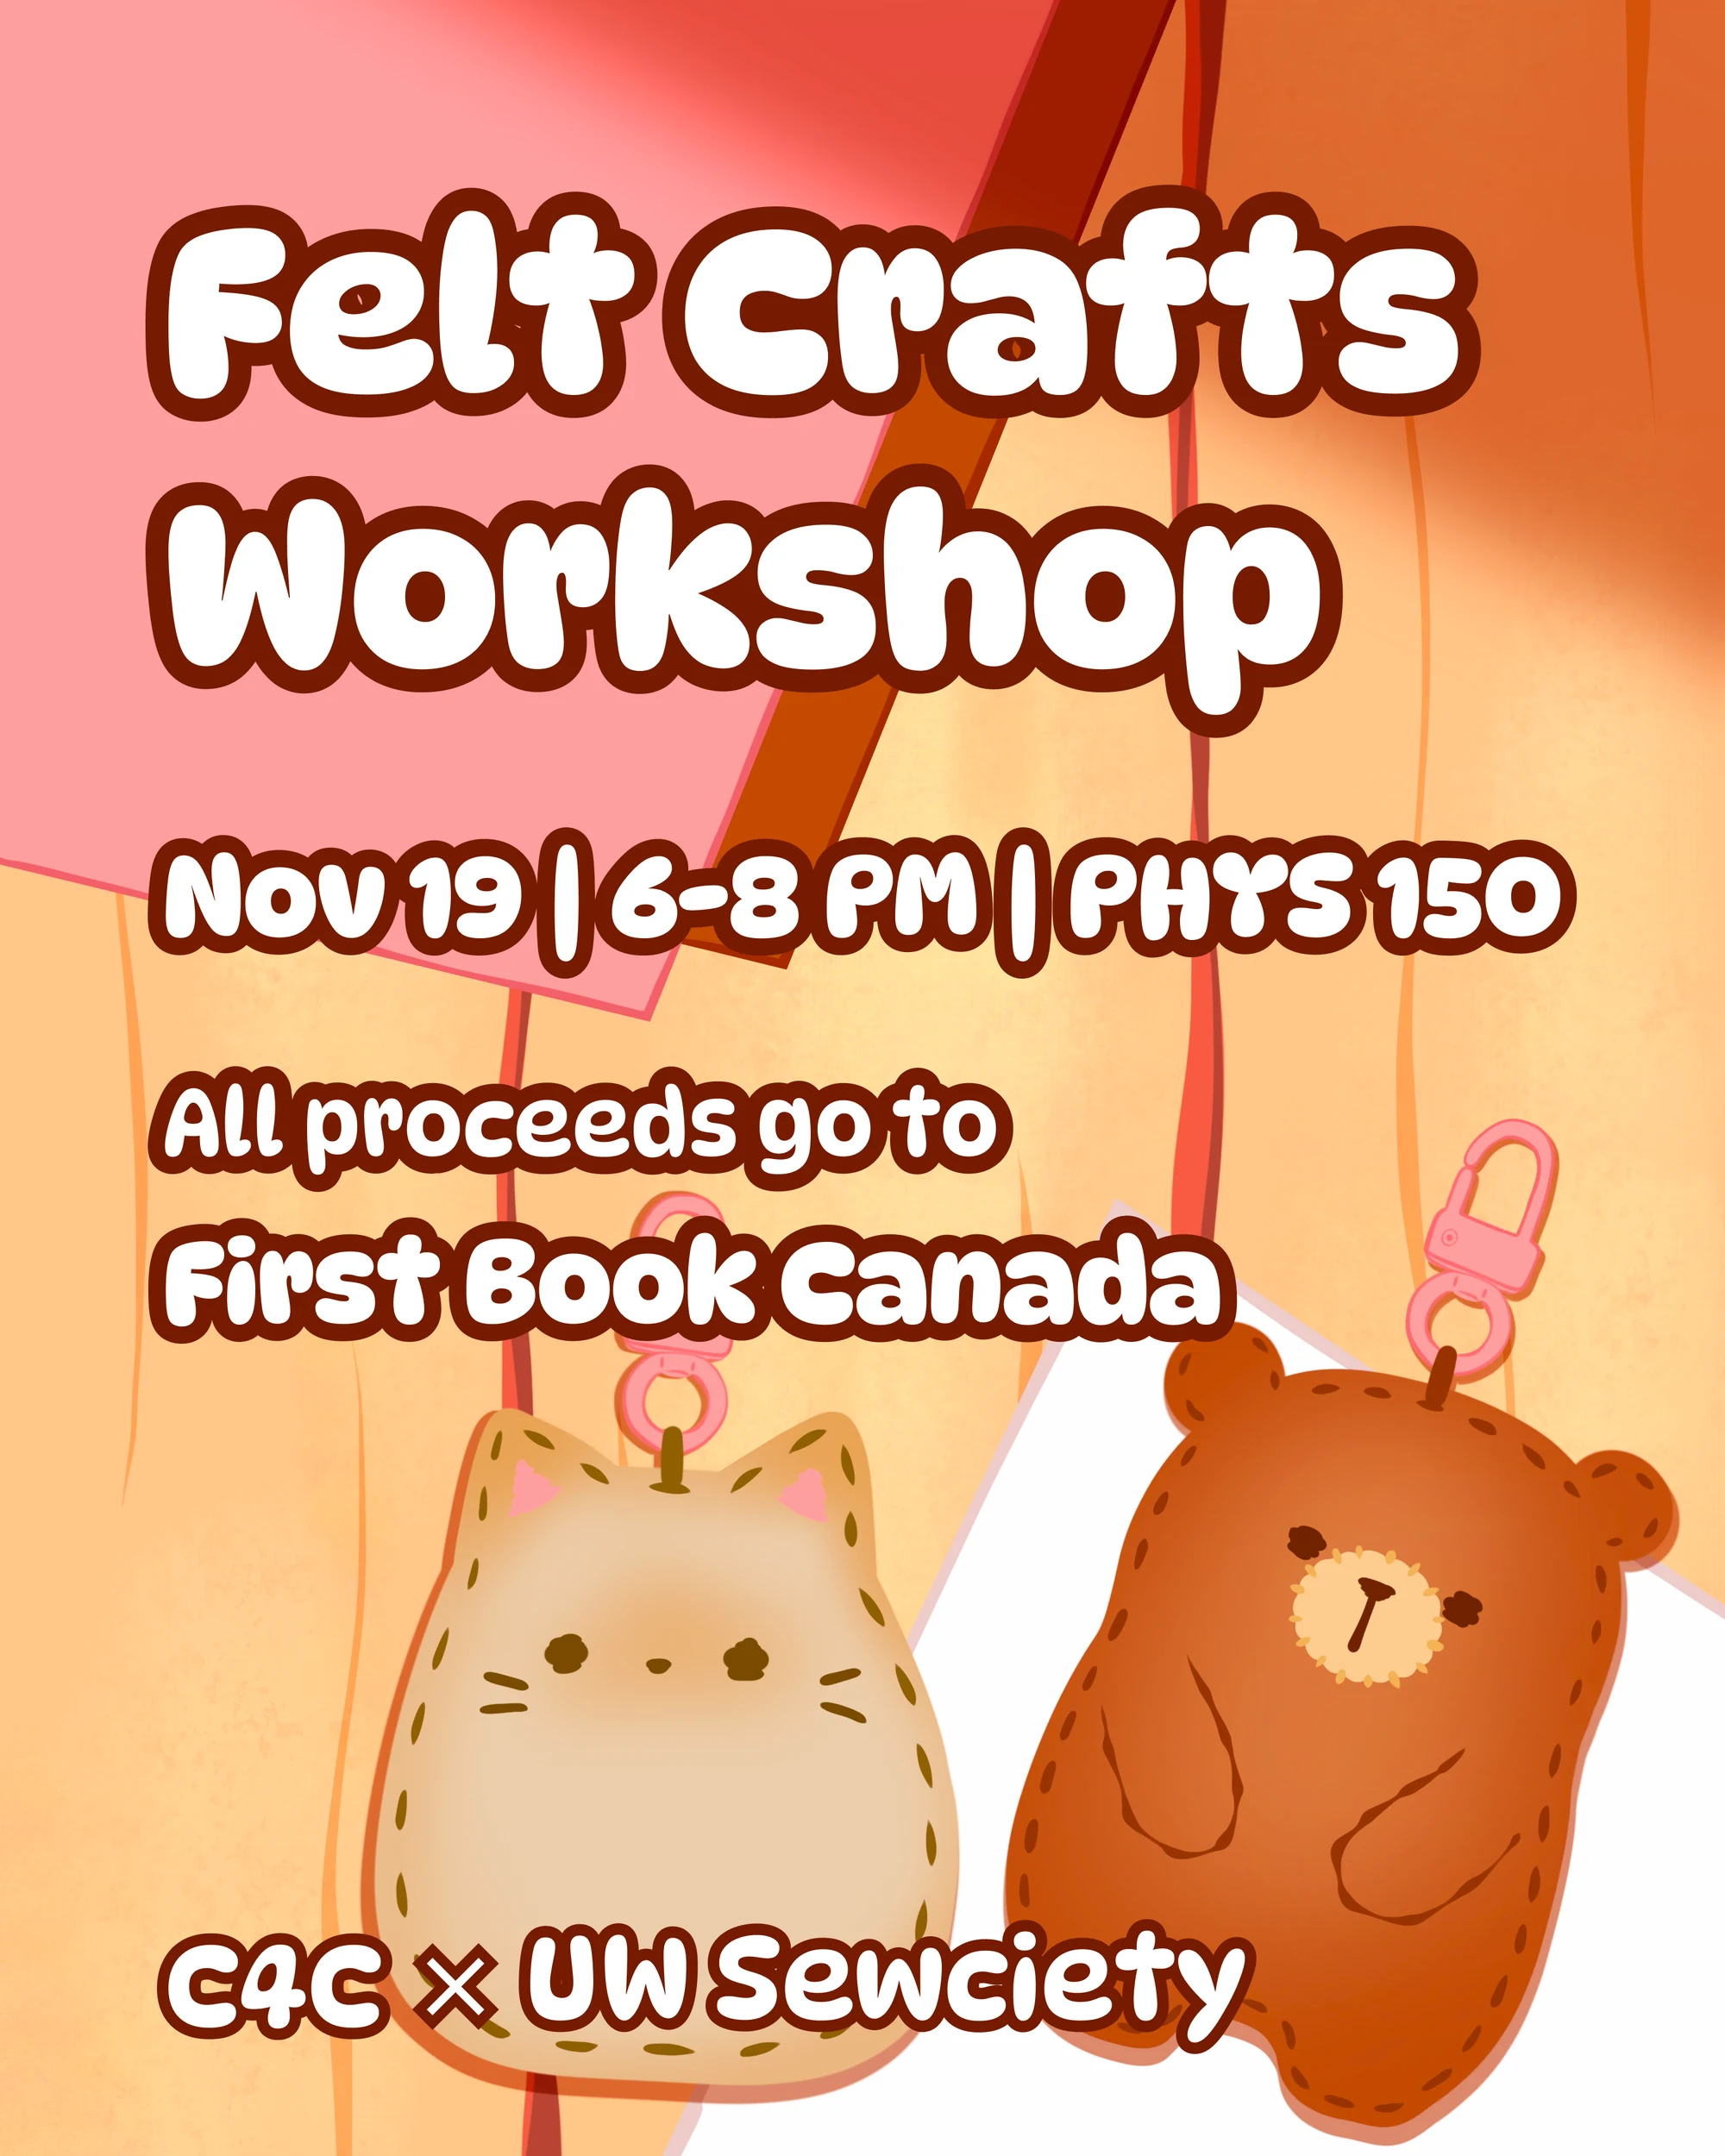 Felt Crafts
Workshop
Nov 19 | 6-8 PM | PHYS 150
All proceeds go to
First Book Canada
C4C × UW Sewciety